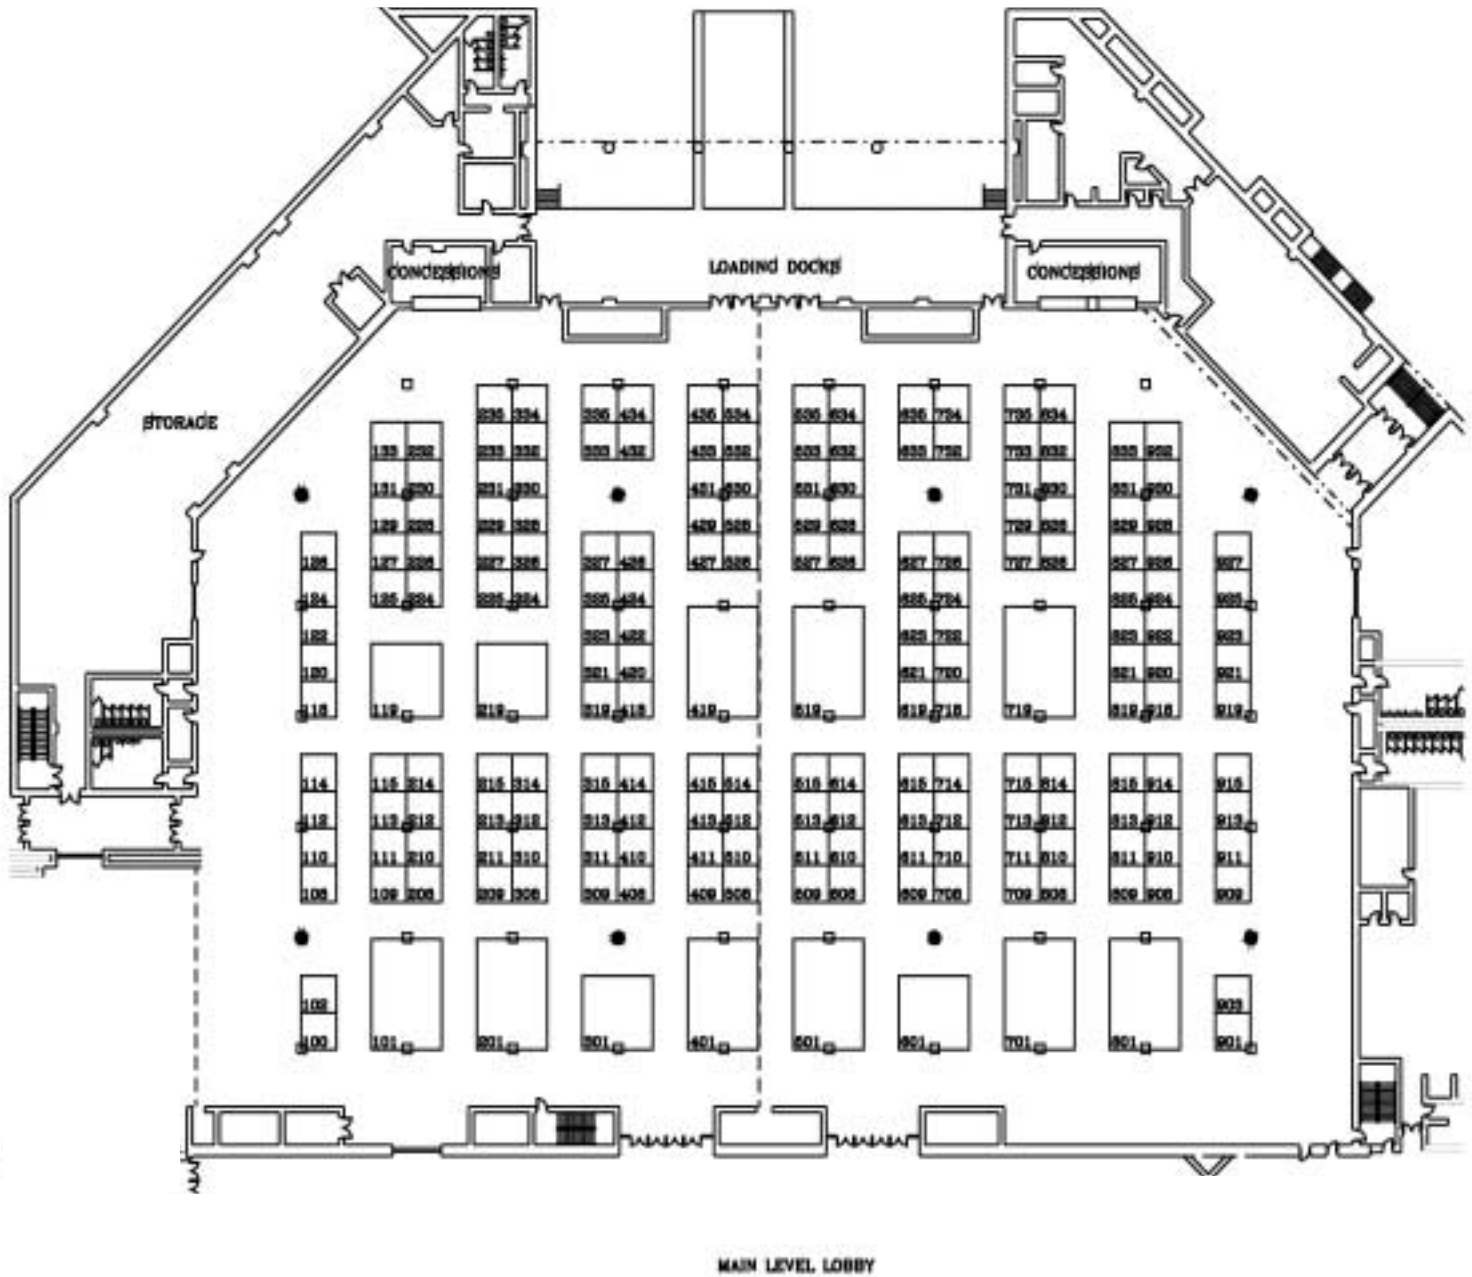 CONCESSIONS LOADING DOCKS CONCESSIONS
STORAGE
235 334 335 434 435 534 535 634 635 734 735 834
133 232 233 332 333 432 433 532 533 632 633 732 733 832 833 932
131 230 231 330 431 530 531 630 731 830 831 930
129 228 229 328 429 528 529 628 729 828 829 928
126 127 226 227 326 327 426 427 526 527 626 627 726 727 826 827 926 927
124 125 224 225 324 325 424 625 724 825 924 925
122 323 422 623 722 823 922 923
120 321 420 621 720 821 920 921
118 119 219 319 418 419 519 619 718 719 819 918 919
114 115 214 215 314 315 414 415 514 515 614 615 714 715 814 815 914 915
112 113 212 213 312 313 412 413 512 513 612 613 712 713 812 813 912 913
110 111 210 211 310 311 410 411 510 511 610 611 710 711 810 811 910 911
108 109 208 209 308 309 408 409 508 509 608 609 708 709 808 809 908 909
102 903
100 101 201 301 401 501 601 701 801 901
MAIN LEVEL LOBBY